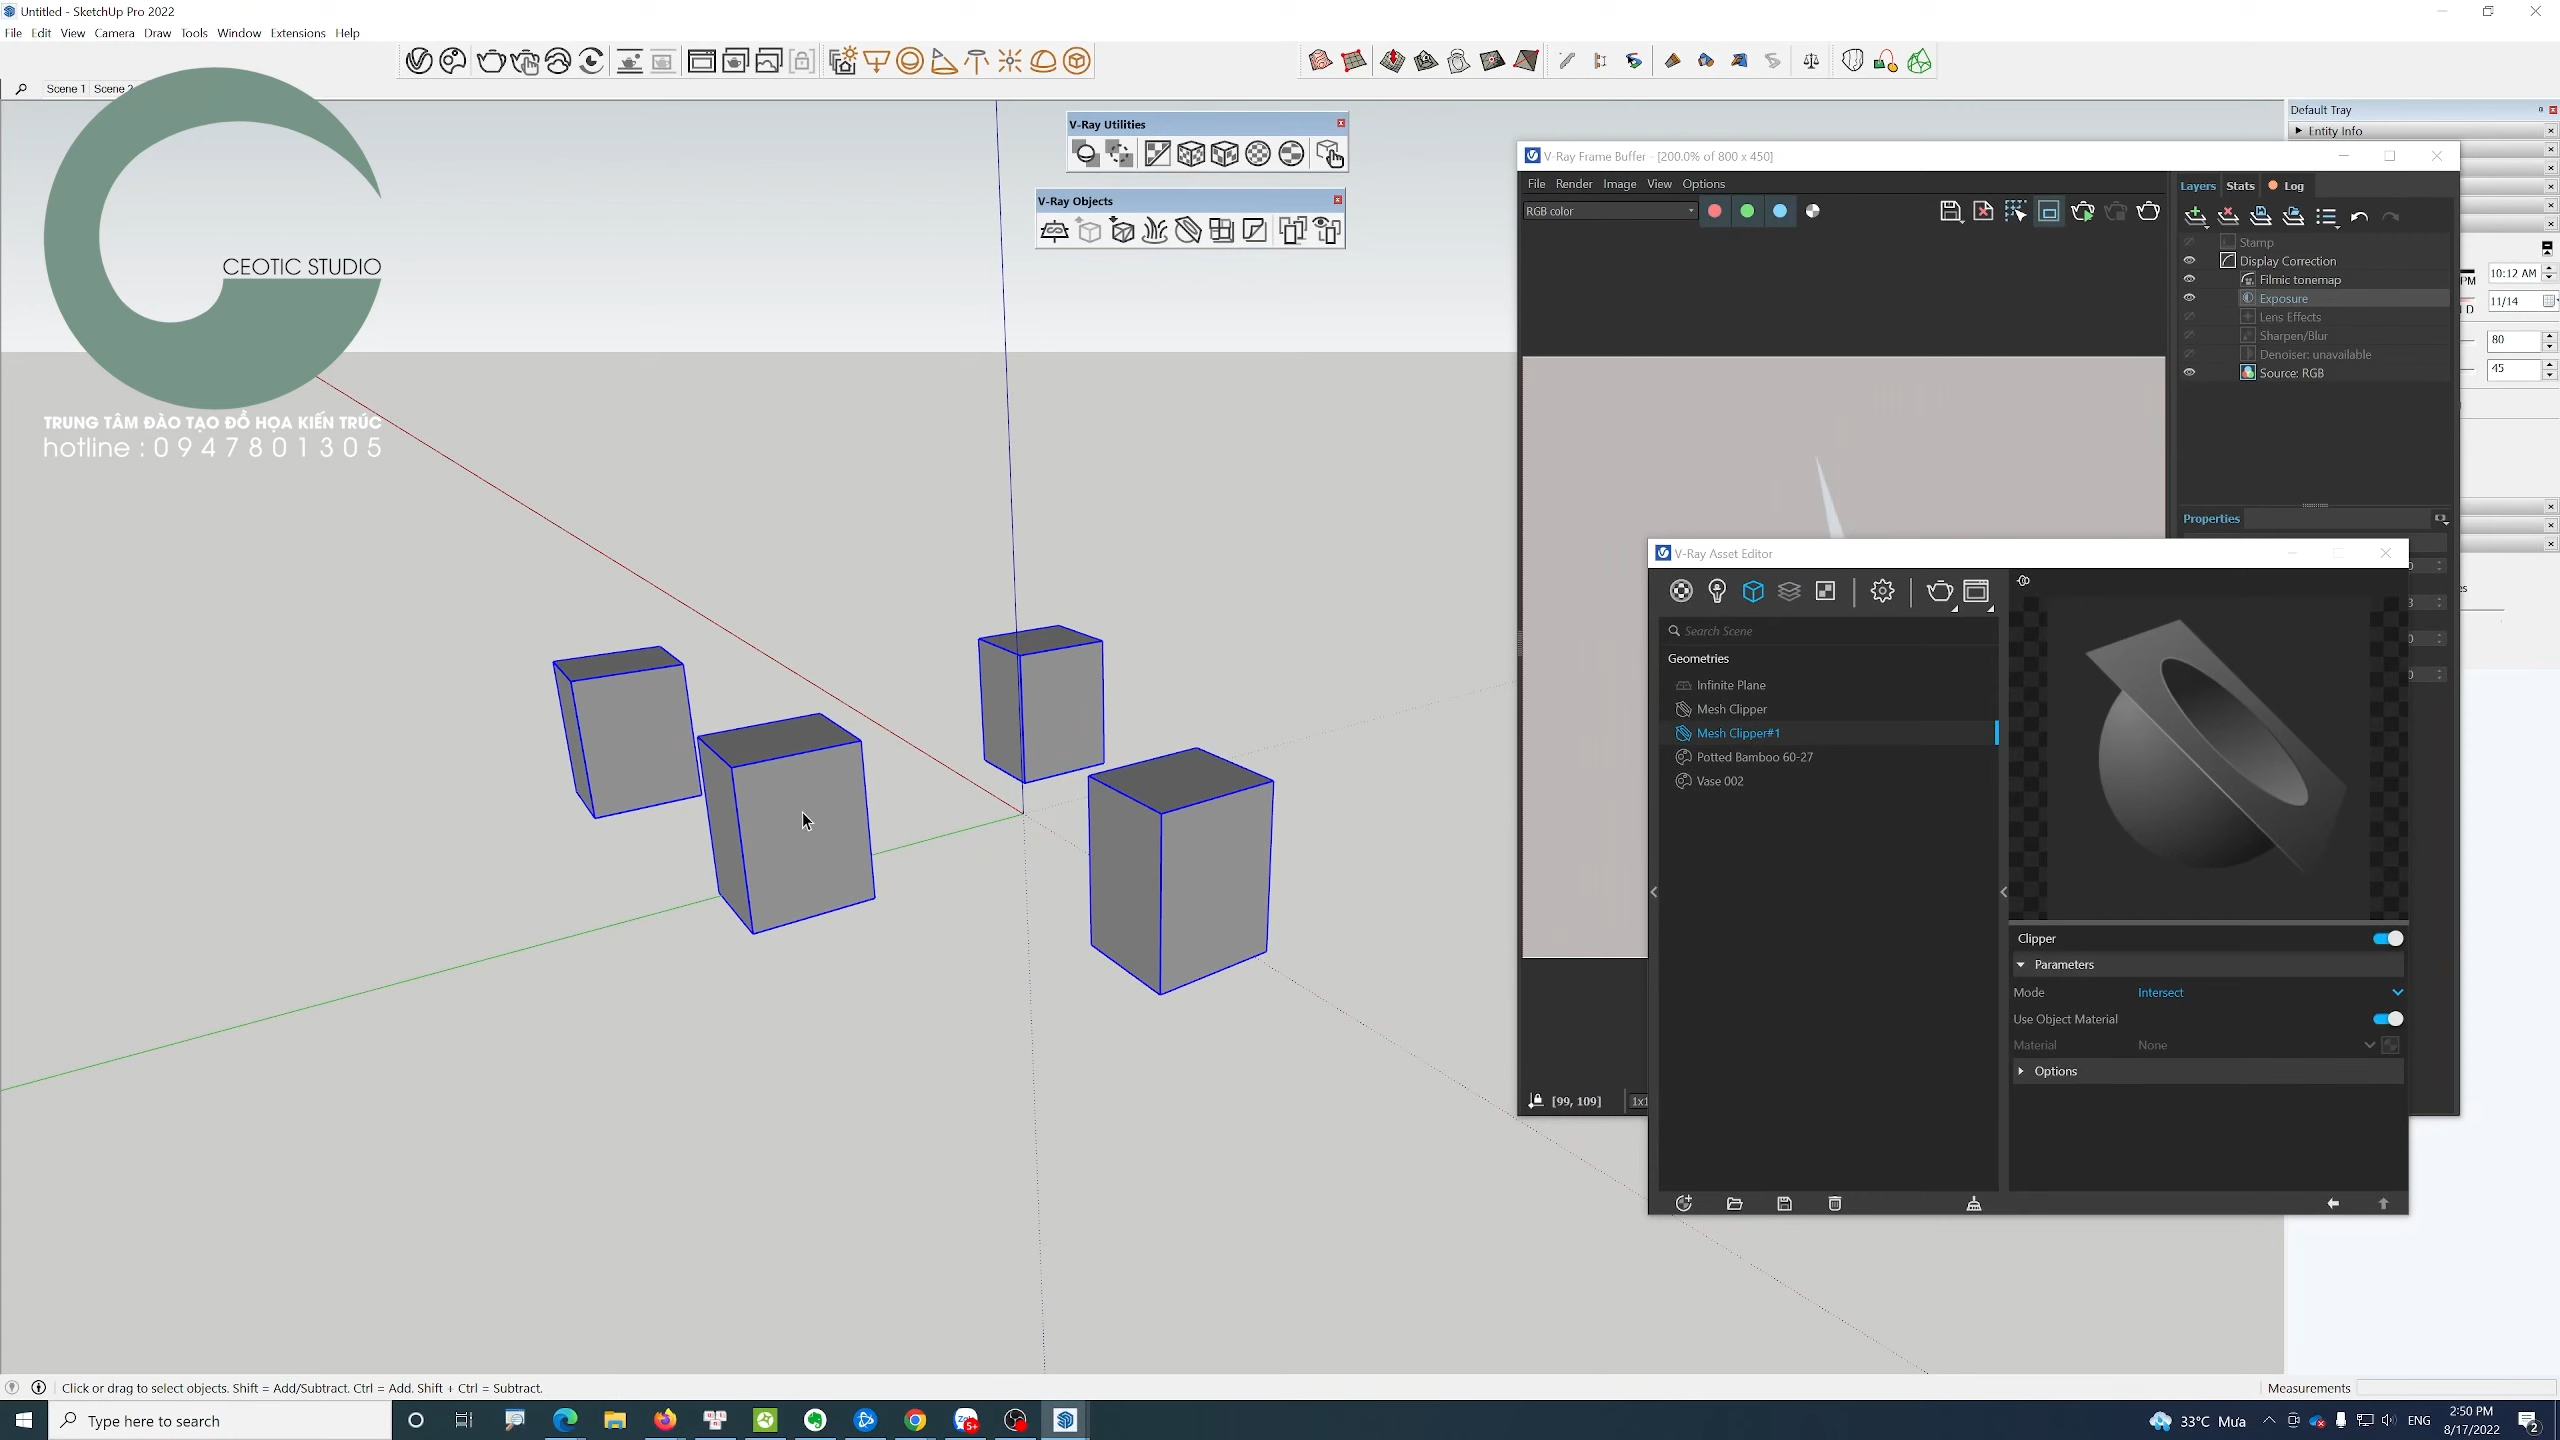 Untitled - SketchUp Pro 2022
File Edit View Camera Draw Tools Window Extensions Help
Scene 1 Scene 2
CEOTIC STUDIO
TRUNG TÂM ĐÀO TẠO ĐỒ HỌA KIẾN TRÚC
hotline : 0 9 4 7 8 0 1 3 0 5
V-Ray Utilities
V-Ray Objects
Default Tray
Entity Info
10:12 AM
11/14
80
45
V-Ray Frame Buffer - [200.0% of 800 x 450]
File Render Image View Options
RGB color
Layers Stats Log
Stamp
Display Correction
Filmic tonemap
Exposure
Lens Effects
Sharpen/Blur
Denoiser: unavailable
Source: RGB
Properties
[99, 109]
V-Ray Asset Editor
Search Scene
Geometries
Infinite Plane
Mesh Clipper
Mesh Clipper#1
Potted Bamboo 60-27
Vase 002
Clipper
Parameters
Mode Intersect
Use Object Material
Material None
Options
Click or drag to select objects. Shift = Add/Subtract. Ctrl = Add. Shift + Ctrl = Subtract.
Measurements
Type here to search
33°C Mưa
ENG
2:50 PM
8/17/2022
2